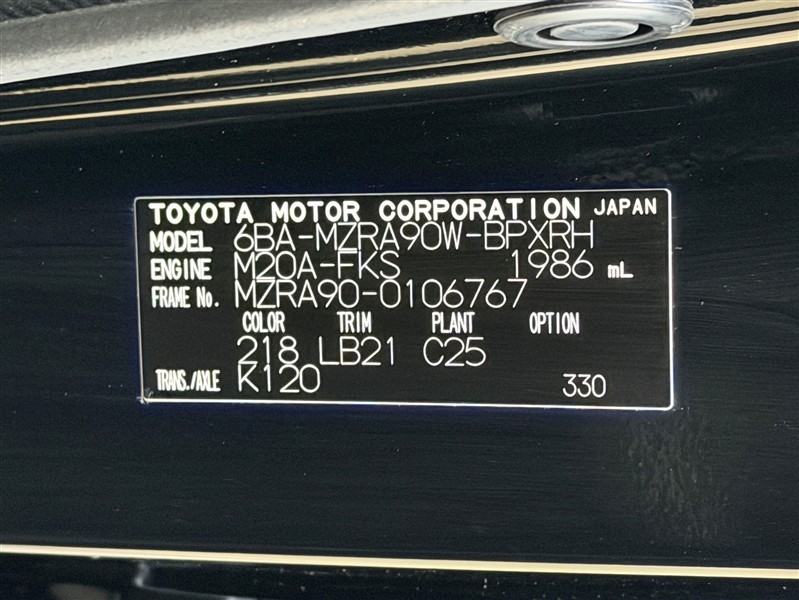 TOYOTA MOTOR CORPORATION JAPAN
MODEL 6BA-MZRA90W-BPXRH
ENGINE M20A-FKS 1986 mL
FRAME No. MZRA90-0106767
COLOR TRIM PLANT OPTION
218 LB21 C25
TRANS./AXLE K120 330